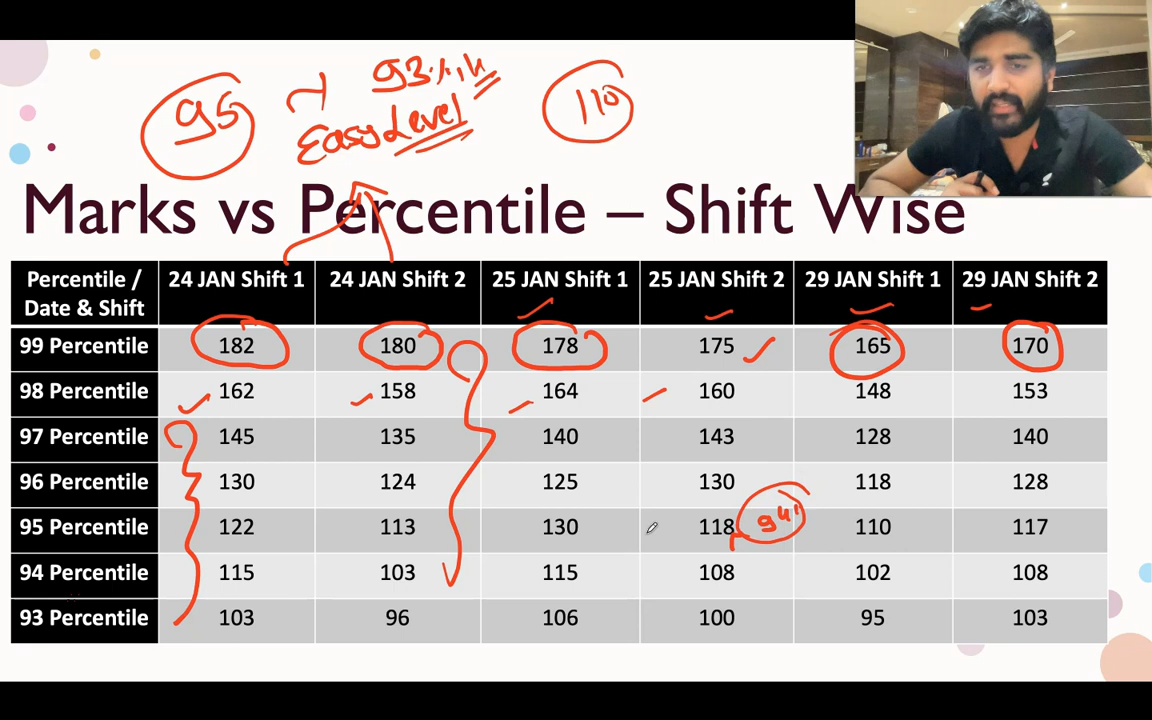 95 93%il 110
Easy Level
Marks vs Percentile – Shift Wise
Percentile / Date & Shift 24 JAN Shift 1 24 JAN Shift 2 25 JAN Shift 1 25 JAN Shift 2 29 JAN Shift 1 29 JAN Shift 2
99 Percentile 182 180 178 175 165 170
98 Percentile 162 158 164 160 148 153
97 Percentile 145 135 140 143 128 140
96 Percentile 130 124 125 130 118 128
95 Percentile 122 113 130 118 94% 110 117
94 Percentile 115 103 115 108 102 108
93 Percentile 103 96 106 100 95 103